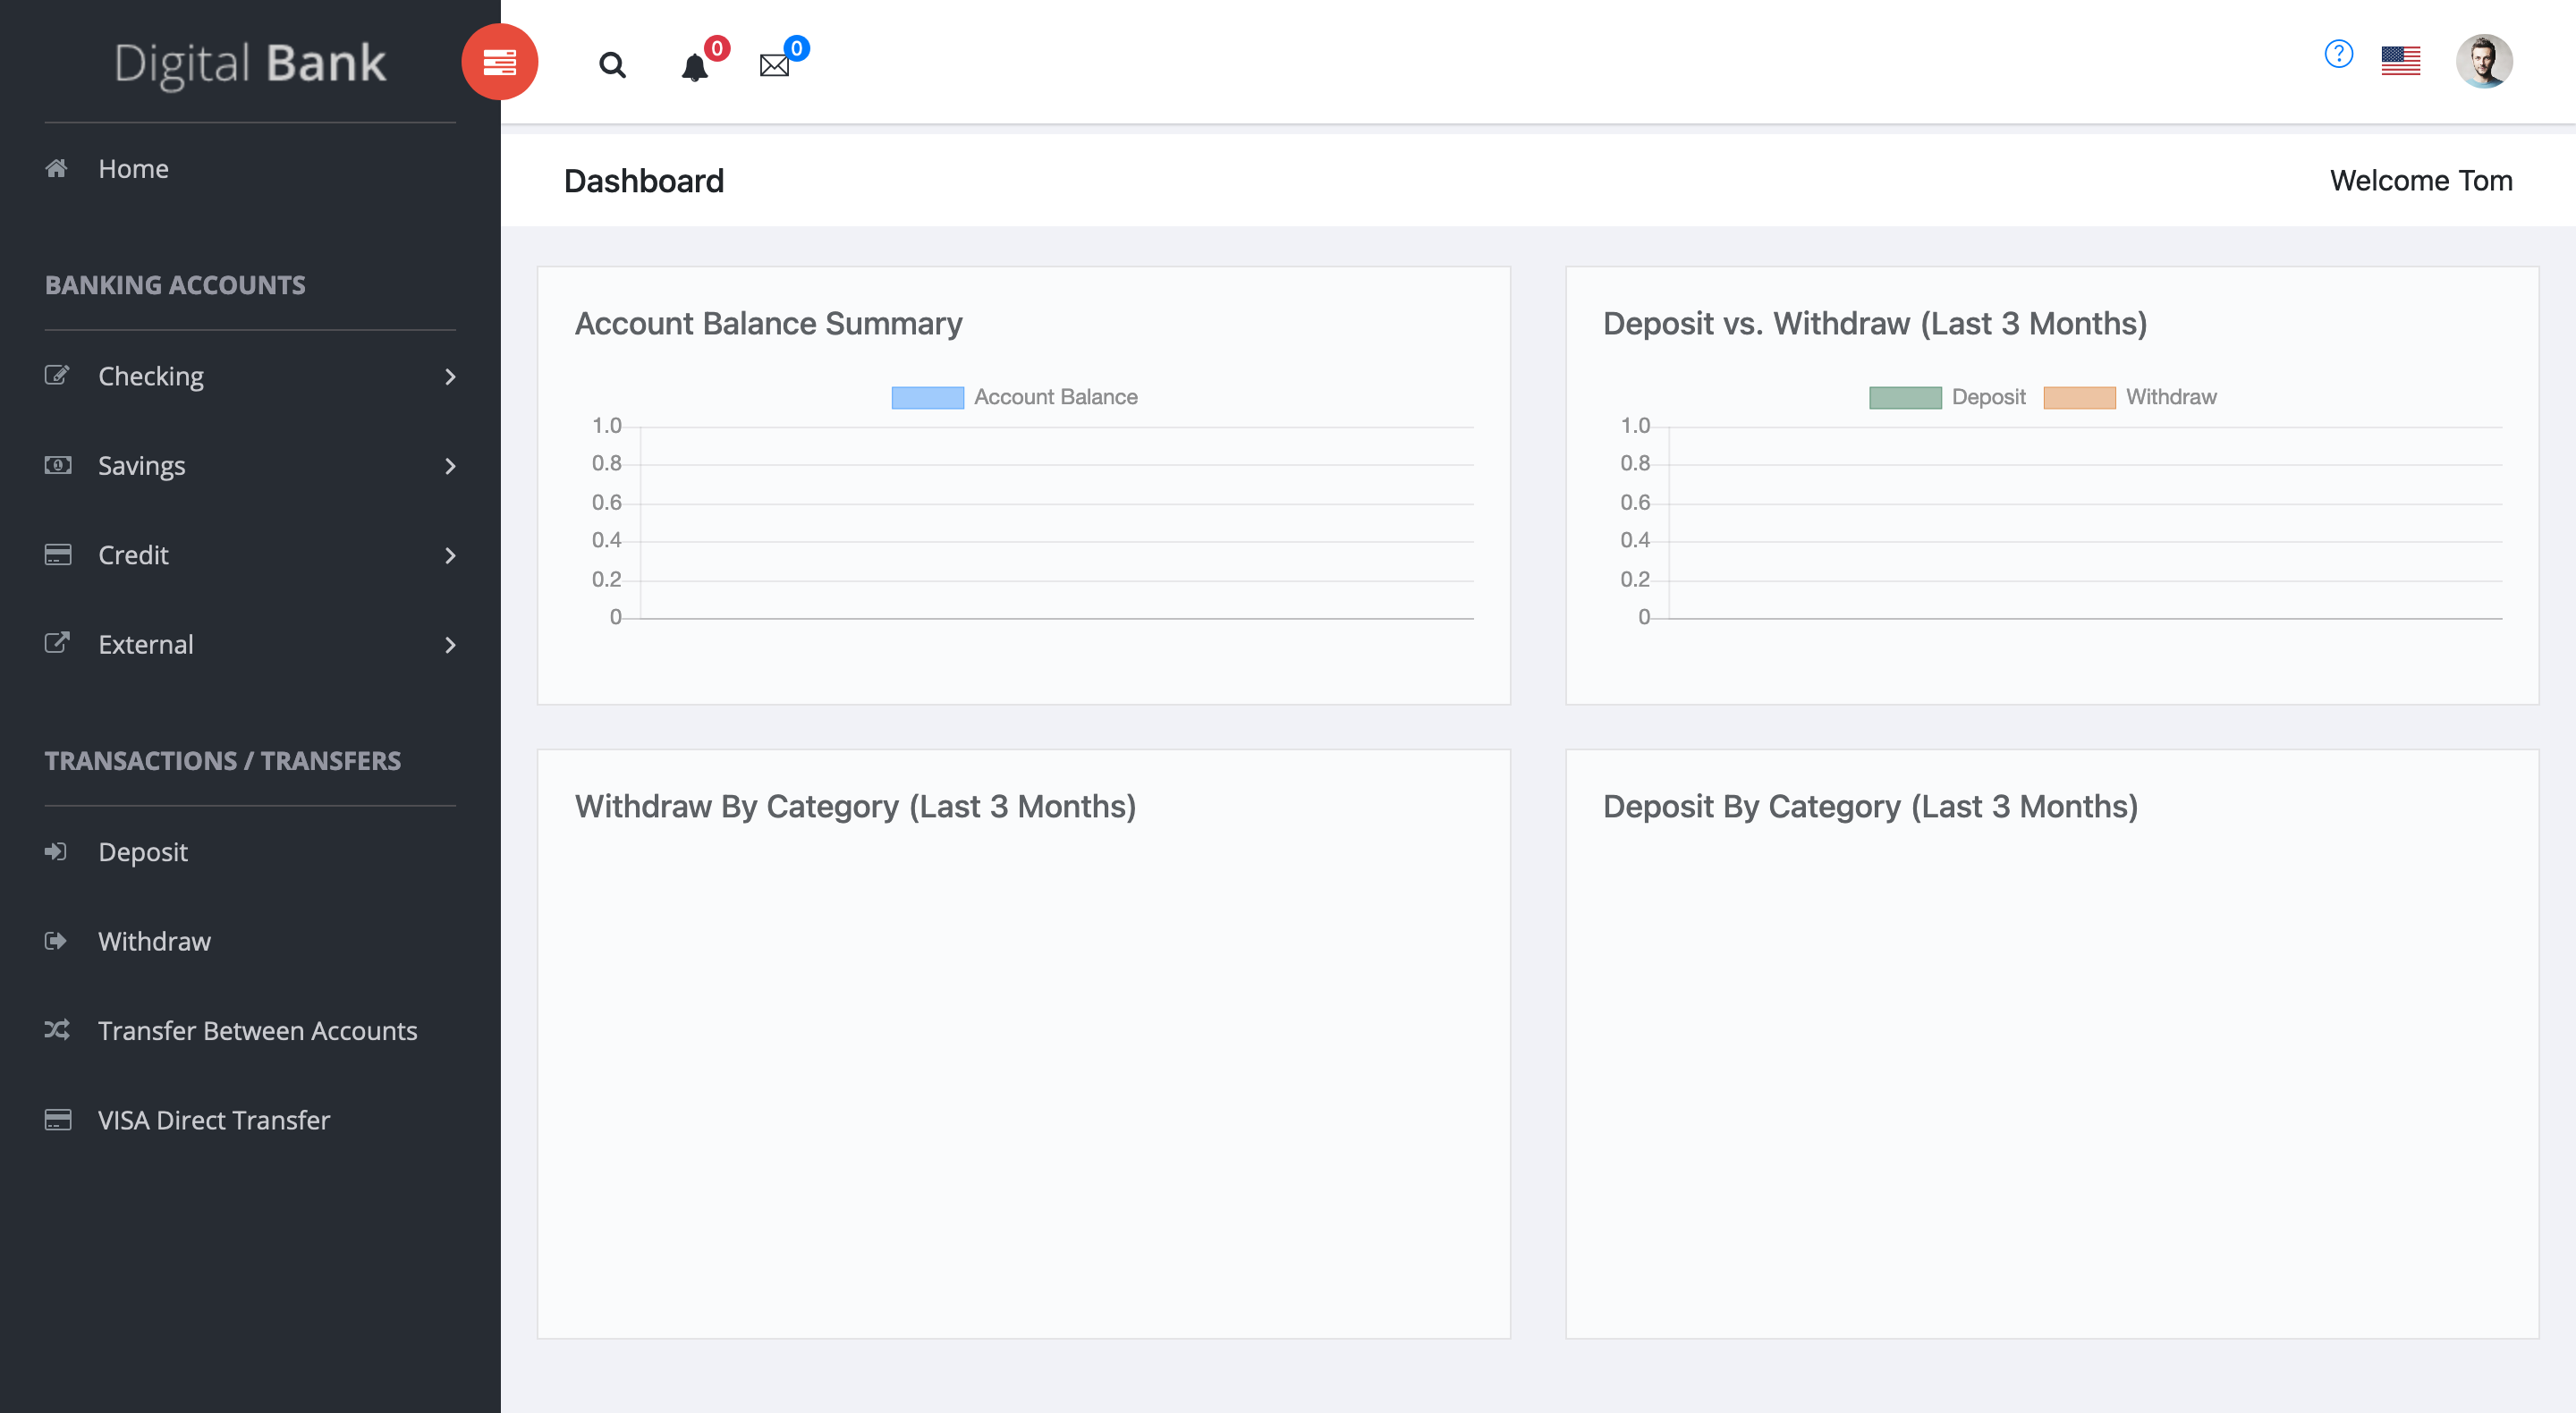 Digital Bank
0
0
?
Home
BANKING ACCOUNTS
Checking
Savings
Credit
External
TRANSACTIONS / TRANSFERS
Deposit
Withdraw
Transfer Between Accounts
VISA Direct Transfer
Dashboard
Welcome Tom
Account Balance Summary
Account Balance
1.0
0.8
0.6
0.4
0.2
0
Deposit vs. Withdraw (Last 3 Months)
Deposit Withdraw
1.0
0.8
0.6
0.4
0.2
0
Withdraw By Category (Last 3 Months)
Deposit By Category (Last 3 Months)